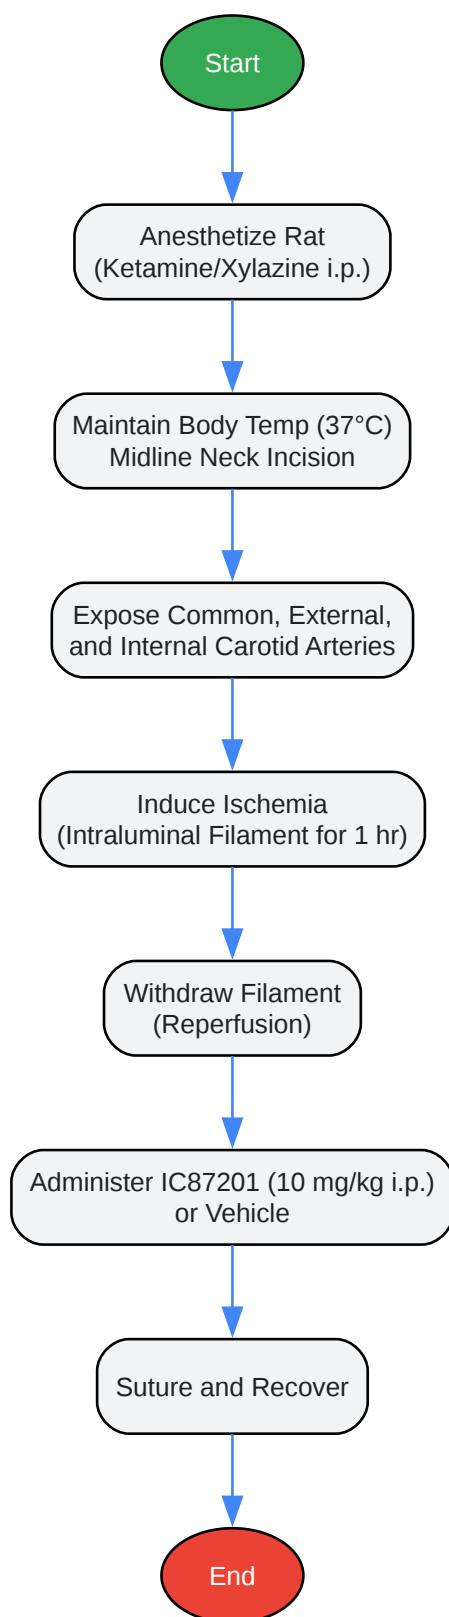 Start
Anesthetize Rat
(Ketamine/Xylazine i.p.)
Maintain Body Temp (37°C)
Midline Neck Incision
Expose Common, External,
and Internal Carotid Arteries
Induce Ischemia
(Intraluminal Filament for 1 hr)
Withdraw Filament
(Reperfusion)
Administer IC87201 (10 mg/kg i.p.)
or Vehicle
Suture and Recover
End